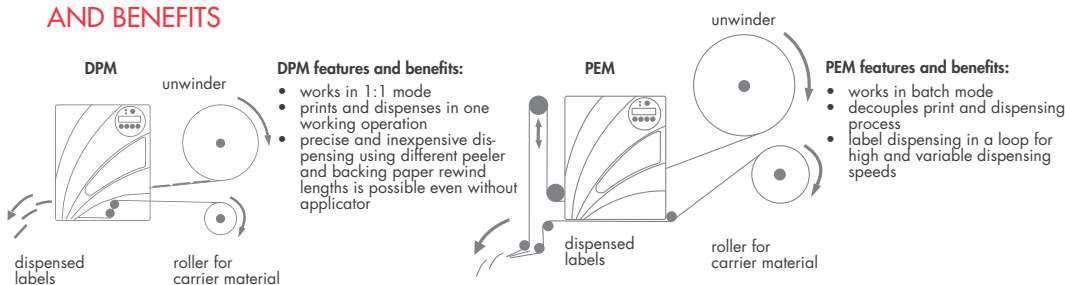 AND BENEFITS
DPM
unwinder
dispensed
labels
roller for
carrier material
DPM features and benefits:
• works in 1:1 mode
• prints and dispenses in one
working operation
• precise and inexpensive dis-
pensing using different peeler
and backing paper rewind
lengths is possible even without
applicator
PEM
unwinder
dispensed
labels
roller for
carrier material
PEM features and benefits:
• works in batch mode
• decouples print and dispensing
process
• label dispensing in a loop for
high and variable dispensing
speeds